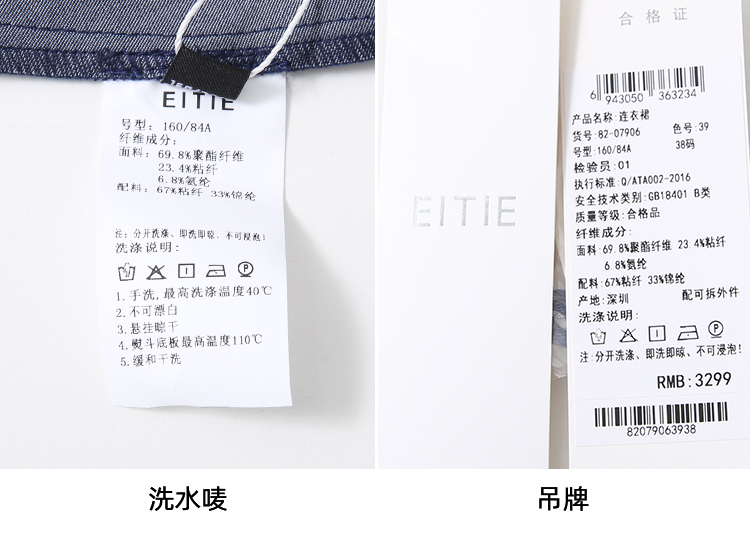 EITIE
号型: 160/84A
纤维成分:
面料: 69.8%聚酯纤维
23.4%粘纤
6.8%氨纶
配料: 67%粘纤 33%锦纶
注: 分开洗涤、即洗即晾、不可浸泡!
洗涤说明:
1.手洗,最高洗涤温度40℃
2.不可漂白
3.悬挂晾干
4.熨斗底板最高温度110℃
5.缓和干洗
洗水唛
EITIE
合格证
6 943050 363234
产品名称:连衣裙
货号:82-07906 色号:39
号型:160/84A 38码
检验员:01
执行标准:Q/ATA002-2016
安全技术类别:GB18401 B类
质量等级:合格品
纤维成分:
面料:69.8%聚酯纤维 23.4%粘纤
6.8%氨纶
配料:67%粘纤 33%锦纶
产地:深圳 配可拆外件
洗涤说明:
注:分开洗涤、即洗即晾、不可浸泡!
RMB:3299
82079063938
吊牌